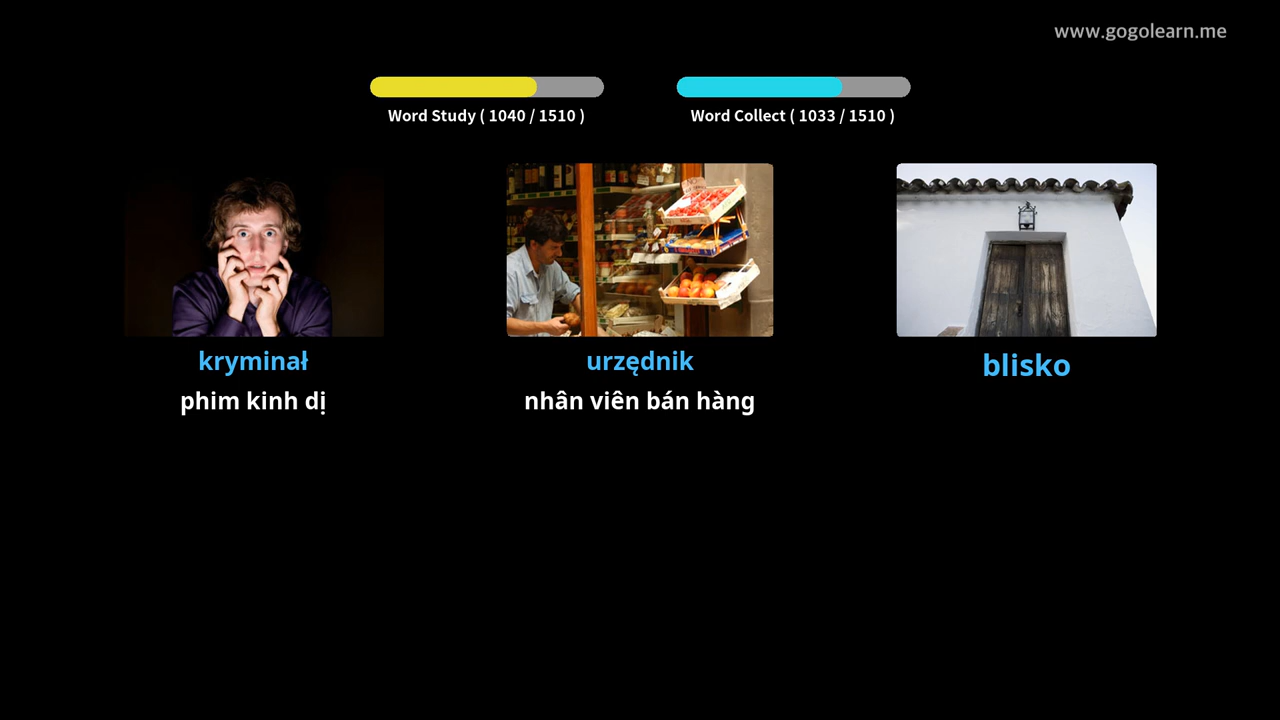 www.gogolearn.me
Word Study ( 1040 / 1510 )
Word Collect ( 1033 / 1510 )
kryminał
phim kinh dị
urzędnik
nhân viên bán hàng
blisko